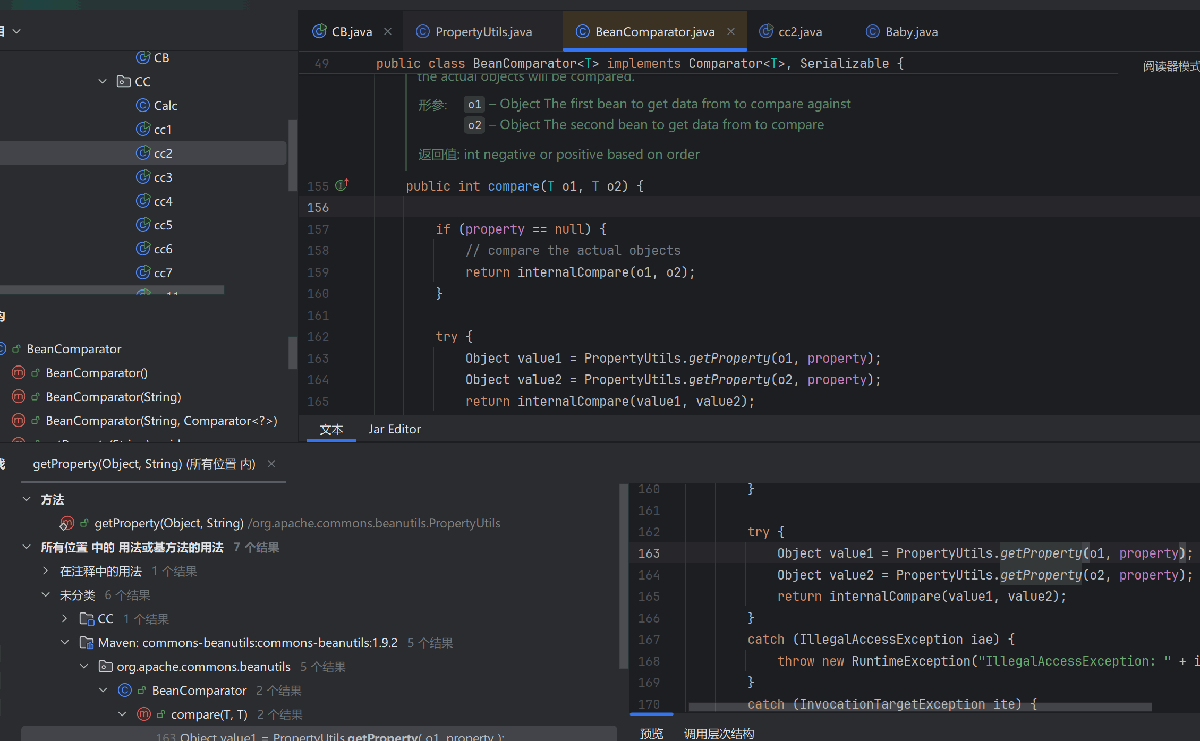 CB.java
PropertyUtils.java
BeanComparator.java
cc2.java
Baby.java
CB
CC
Calc
cc1
cc2
cc3
cc4
cc5
cc6
cc7
BeanComparator
BeanComparator()
BeanComparator(String)
BeanComparator(String, Comparator<?>)
49 public class BeanComparator<T> implements Comparator<T>, Serializable {
阅读器模式
the actual objects will be compared.
形参: o1 – Object The first bean to get data from to compare against
o2 – Object The second bean to get data from to compare
返回值: int negative or positive based on order
155 public int compare(T o1, T o2) {
156
157 if (property == null) {
158 // compare the actual objects
159 return internalCompare(o1, o2);
160 }
161
162 try {
163 Object value1 = PropertyUtils.getProperty(o1, property);
164 Object value2 = PropertyUtils.getProperty(o2, property);
165 return internalCompare(value1, value2);
文本 Jar Editor
getProperty(Object, String) (所有位置 内)
方法
getProperty(Object, String) /org.apache.commons.beanutils.PropertyUtils
所有位置 中的 用法或基方法的用法 7 个结果
在注释中的用法 1 个结果
未分类 6 个结果
CC 1 个结果
Maven: commons-beanutils:commons-beanutils:1.9.2 5 个结果
org.apache.commons.beanutils 5 个结果
BeanComparator 2 个结果
compare(T, T) 2 个结果
163 Object value1 = PropertyUtils.getProperty( o1, property );
160 }
161
162 try {
163 Object value1 = PropertyUtils.getProperty(o1, property);
164 Object value2 = PropertyUtils.getProperty(o2, property);
165 return internalCompare(value1, value2);
166 }
167 catch (IllegalAccessException iae) {
168 throw new RuntimeException("IllegalAccessException: " + i
169 }
170 catch (InvocationTargetException ite) {
预览 调用层次结构